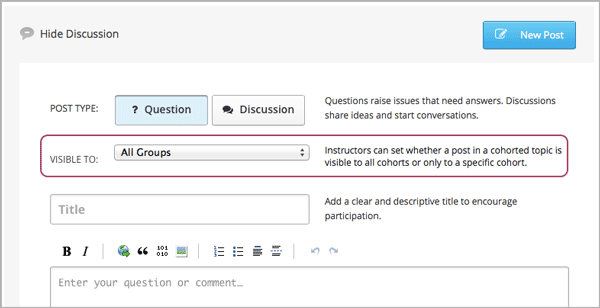 Hide Discussion
New Post
POST TYPE:
? Question
Discussion
Questions raise issues that need answers. Discussions
share ideas and start conversations.
VISIBLE TO:
All Groups
Instructors can set whether a post in a cohorted topic is
visible to all cohorts or only to a specific cohort.
Title
Add a clear and descriptive title to encourage
participation.
B I
101
010
Enter your question or comment…